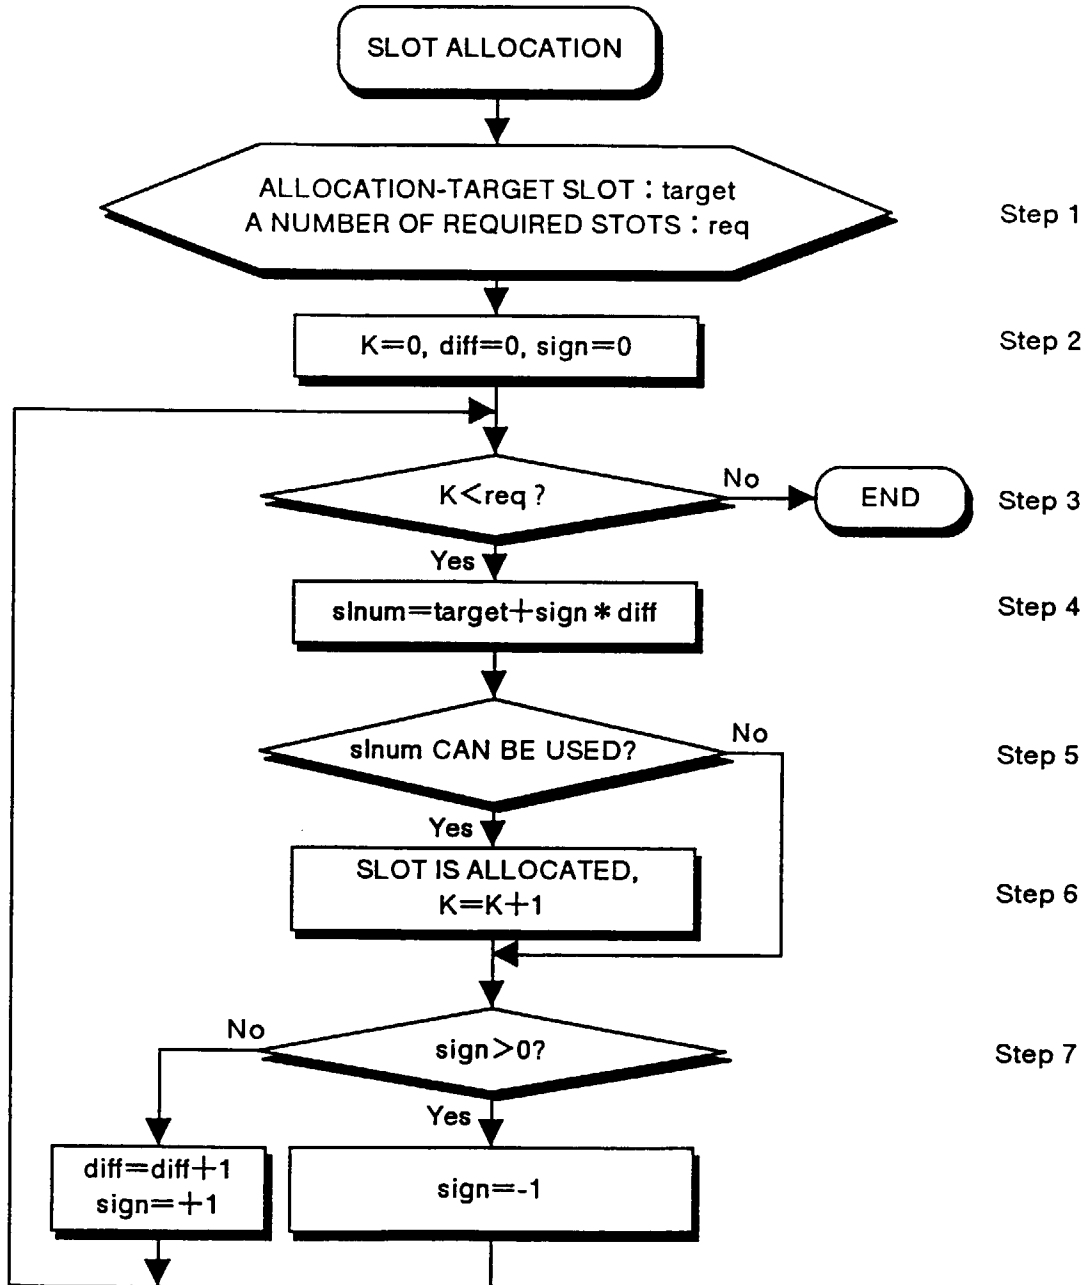 SLOT ALLOCATION
ALLOCATION-TARGET SLOT : target
A NUMBER OF REQUIRED STOTS : req
Step 1
K=0, diff=0, sign=0
Step 2
K<req ?
No
END
Step 3
Yes
slnum=target+sign * diff
Step 4
slnum CAN BE USED?
No
Step 5
Yes
SLOT IS ALLOCATED,
K=K+1
Step 6
No
sign>0?
Step 7
Yes
diff=diff+1
sign=+1
sign=-1